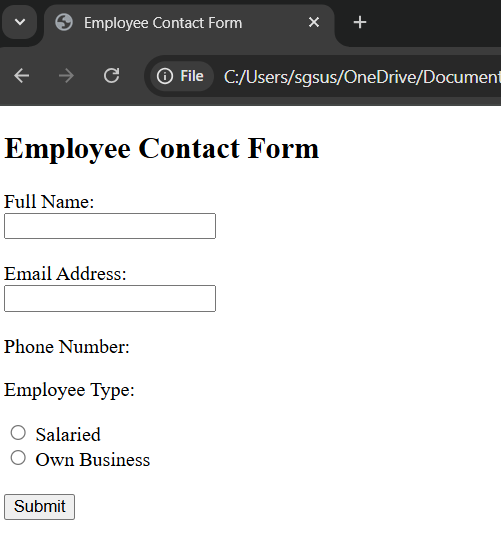 Employee Contact Form
File C:/Users/sgsus/OneDrive/Document
Employee Contact Form
Full Name:
Email Address:
Phone Number:
Employee Type:
Salaried
Own Business
Submit